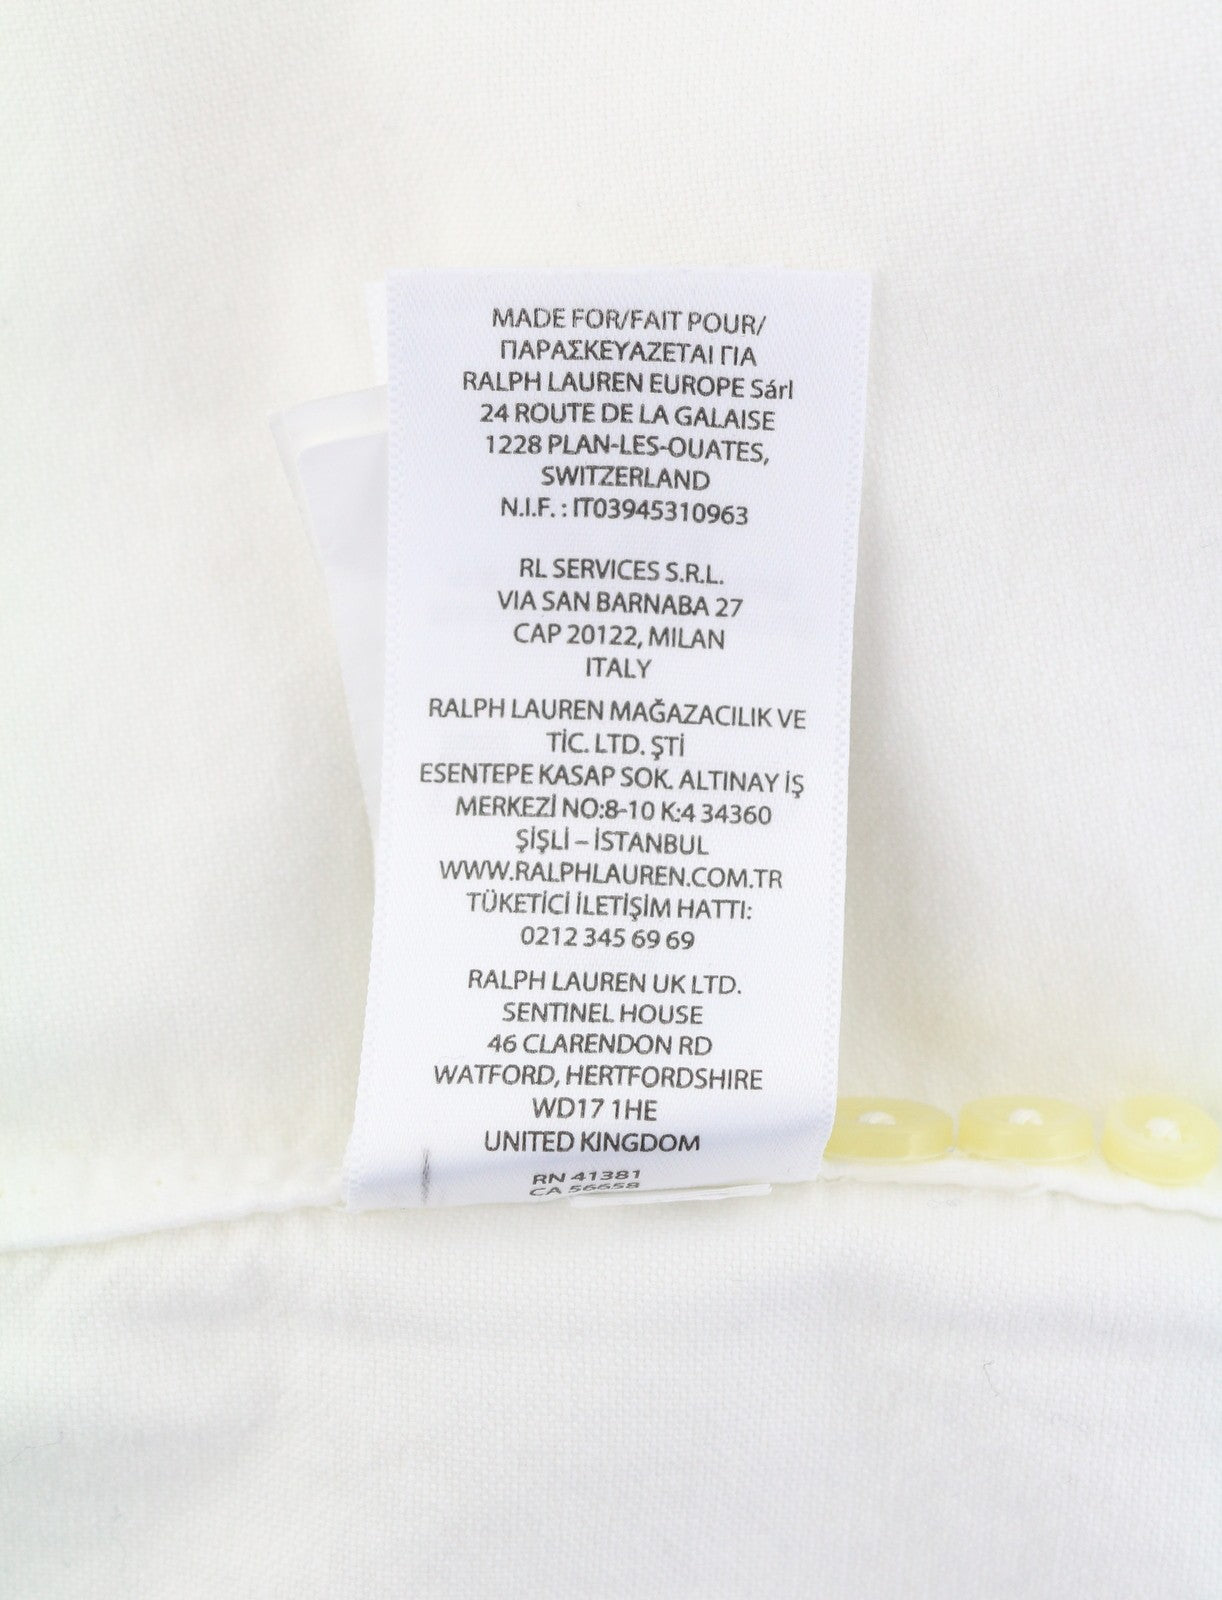 MADE FOR/FAIT POUR/
ΠΑΡΑΣΚΕΥΑΖΕΤΑΙ ΓΙΑ
RALPH LAUREN EUROPE Sárl
24 ROUTE DE LA GALAISE
1228 PLAN-LES-OUATES,
SWITZERLAND
N.I.F. : IT03945310963
RL SERVICES S.R.L.
VIA SAN BARNABA 27
CAP 20122, MILAN
ITALY
RALPH LAUREN MAĞAZACILIK VE
TİC. LTD. ŞTİ
ESENTEPE KASAP SOK. ALTINAY İŞ
MERKEZİ NO:8-10 K:4 34360
ŞİŞLİ – İSTANBUL
WWW.RALPHLAUREN.COM.TR
TÜKETİCİ İLETİŞİM HATTI:
0212 345 69 69
RALPH LAUREN UK LTD.
SENTINEL HOUSE
46 CLARENDON RD
WATFORD, HERTFORDSHIRE
WD17 1HE
UNITED KINGDOM
RN 41381
CA 56658